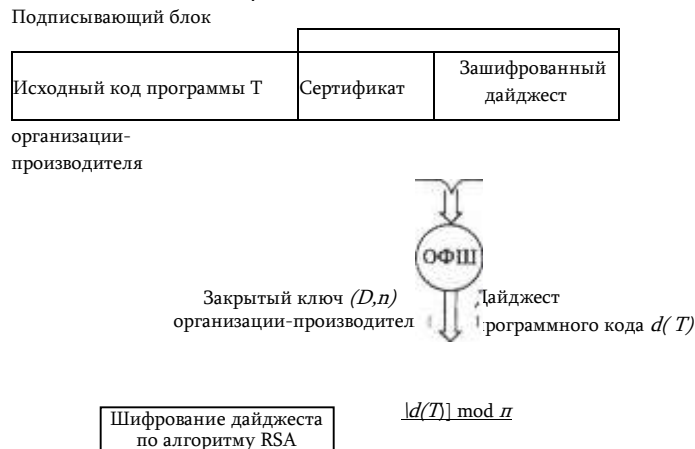 Подписывающий блок
Исходный код программы Т
Сертификат
Зашифрованный
дайджест
организации-
производителя
ОФШ
Закрытый ключ (D,n)
организации-производител
Дайджест
рограммного кода d( T)
Шифрование дайджеста
по алгоритму RSA
|d(T)] mod п